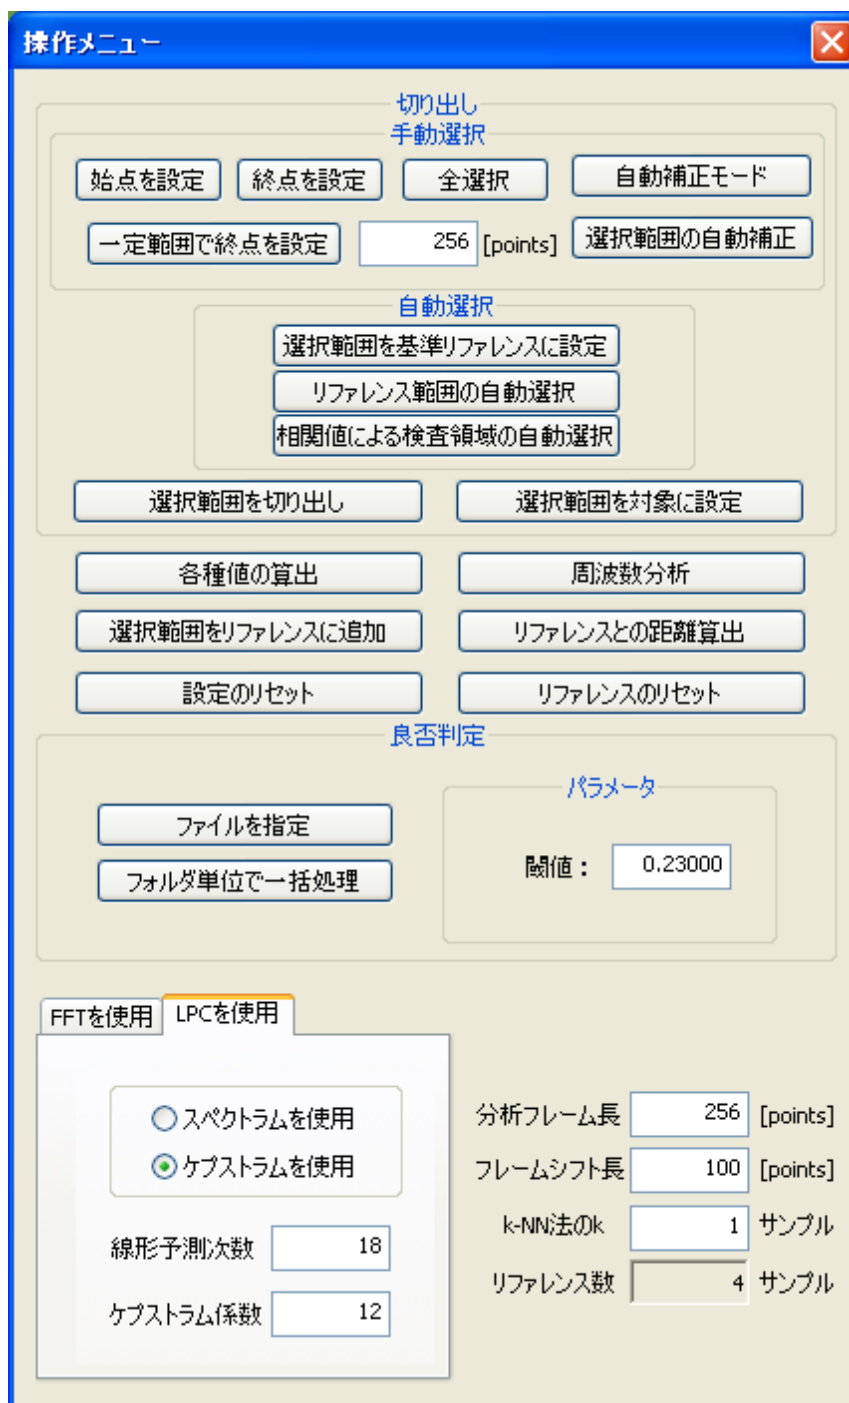 操作メニュー
切り出し
手動選択
始点を設定 終点を設定 全選択 自動補正モード
一定範囲で終点を設定 256 [points] 選択範囲の自動補正
自動選択
選択範囲を基準リファレンスに設定
リファレンス範囲の自動選択
相関値による検査領域の自動選択
選択範囲を切り出し 選択範囲を対象に設定
各種値の算出 周波数分析
選択範囲をリファレンスに追加 リファレンスとの距離算出
設定のリセット リファレンスのリセット
良否判定
パラメータ
ファイルを指定
閾値： 0.23000
フォルダ単位で一括処理
FFTを使用 LPCを使用
スペクトラムを使用
ケプストラムを使用
線形予測次数 18
ケプストラム係数 12
分析フレーム長 256 [points]
フレームシフト長 100 [points]
k-NN法のk 1 サンプル
リファレンス数 4 サンプル